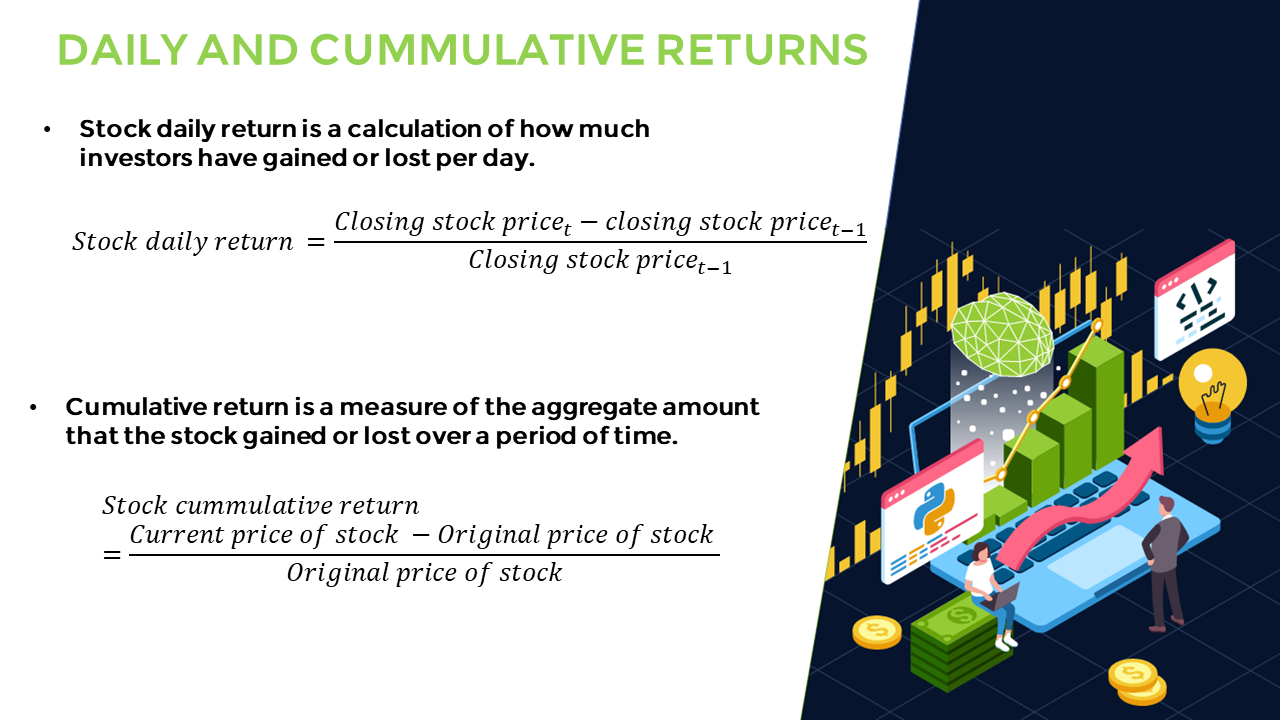 DAILY AND CUMMULATIVE RETURNS
• Stock daily return is a calculation of how much
investors have gained or lost per day.
Stock daily return = (Closing stock price_t − closing stock price_{t−1}) / (Closing stock price_{t−1})
• Cumulative return is a measure of the aggregate amount
that the stock gained or lost over a period of time.
Stock cummulative return
= (Current price of stock − Original price of stock) / (Original price of stock)